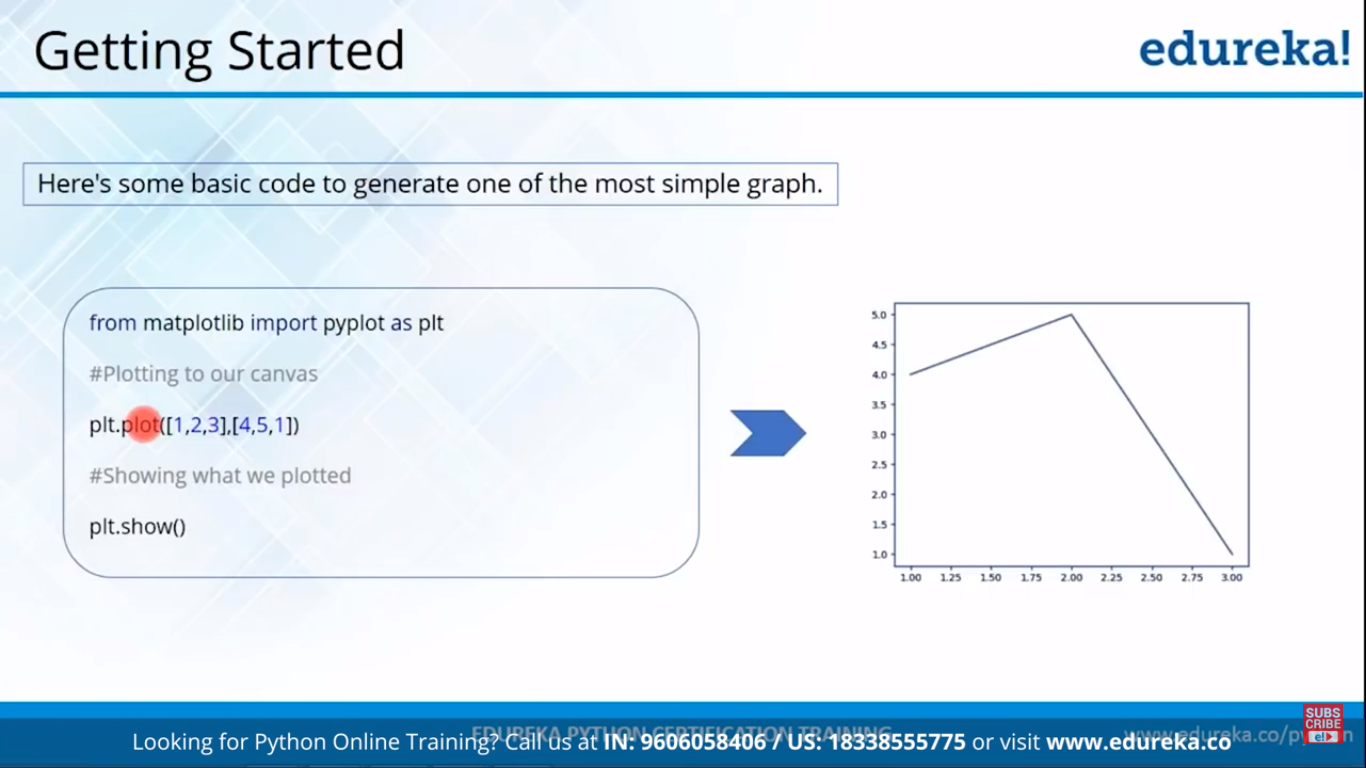 Getting Started
edureka!
Here's some basic code to generate one of the most simple graph.
from matplotlib import pyplot as plt
#Plotting to our canvas
plt.plot([1,2,3],[4,5,1])
#Showing what we plotted
plt.show()
5.0
4.5
4.0
3.5
3.0
2.5
2.0
1.5
1.0
1.00 1.25 1.50 1.75 2.00 2.25 2.50 2.75 3.00
EDUREKA PYTHON CERTIFICATION TRAINING
Looking for Python Online Training? Call us at IN: 9606058406 / US: 18338555775 or visit www.edureka.co
SUBS
CRIBE
e!